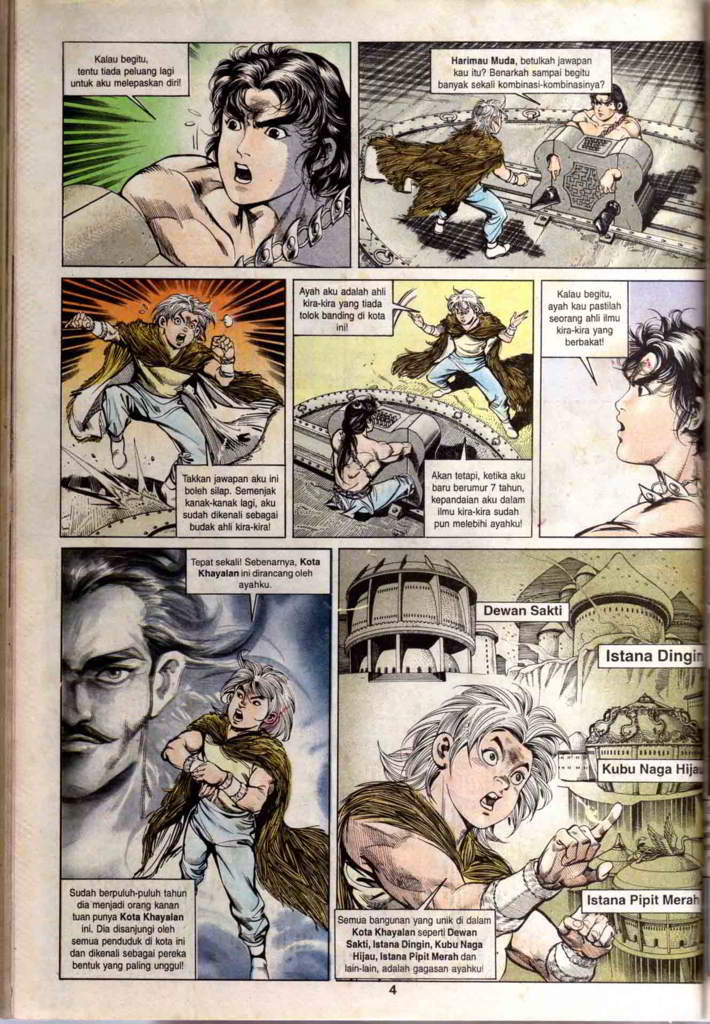 Kalau begitu,
tentu tiada peluang lagi
untuk aku melepaskan diri!
Harimau Muda, betulkah jawapan
kau itu? Benarkah sampai begitu
banyak sekali kombinasi-kombinasinya?
Takkan jawapan aku ini
boleh silap. Semenjak
kanak-kanak lagi, aku
sudah dikenali sebagai
budak ahli kira-kira!
Ayah aku adalah ahli
kira-kira yang tiada
tolok banding di kota
ini!
Akan tetapi, ketika aku
baru berumur 7 tahun,
kepandaian aku dalam
ilmu kira-kira sudah
pun melebihi ayahku!
Kalau begitu,
ayah kau pastilah
seorang ahli ilmu
kira-kira yang
berbakat!
Tepat sekali! Sebenarnya, Kota
Khayalan ini dirancang oleh
ayahku.
Sudah berpuluh-puluh tahun
dia menjadi orang kanan
tuan punya Kota Khayalan
ini. Dia disanjungi oleh
semua penduduk di kota ini
dan dikenali sebagai pereka
bentuk yang paling unggul!
Dewan Sakti
Istana Dingin
Kubu Naga Hijau
Istana Pipit Merah
Semua bangunan yang unik di dalam
Kota Khayalan seperti Dewan
Sakti, Istana Dingin, Kubu Naga
Hijau, Istana Pipit Merah dan
lain-lain, adalah gagasan ayahku!
4